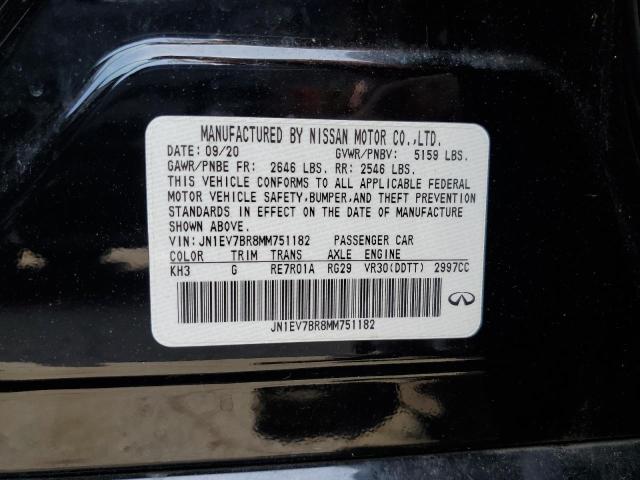 MANUFACTURED BY NISSAN MOTOR CO.,LTD.
DATE: 09/20 GVWR/PNBV: 5159 LBS.
GAWR/PNBE FR: 2646 LBS. RR: 2546 LBS.
THIS VEHICLE CONFORMS TO ALL APPLICABLE FEDERAL
MOTOR VEHICLE SAFETY, BUMPER, AND THEFT PREVENTION
STANDARDS IN EFFECT ON THE DATE OF MANUFACTURE
SHOWN ABOVE.
VIN: JN1EV7BR8MM751182 PASSENGER CAR
COLOR TRIM TRANS AXLE ENGINE
KH3 G RE7R01A RG29 VR30(DDTT) 2997CC
JN1EV7BR8MM751182